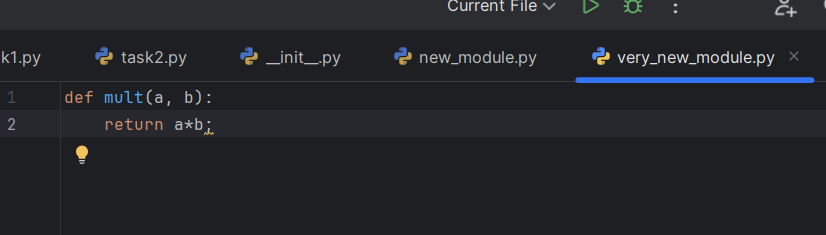 Current File
k1.py task2.py __init__.py new_module.py very_new_module.py
1 def mult(a, b):
2 return a*b;